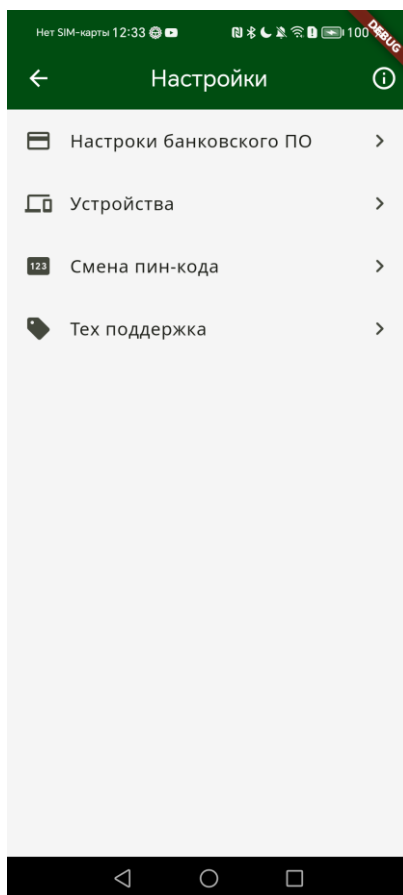 Нет SIM-карты 12:33 100
DEBUG
Настройки
Настроки банковского ПО
Устройства
123 Смена пин-кода
Тех поддержка